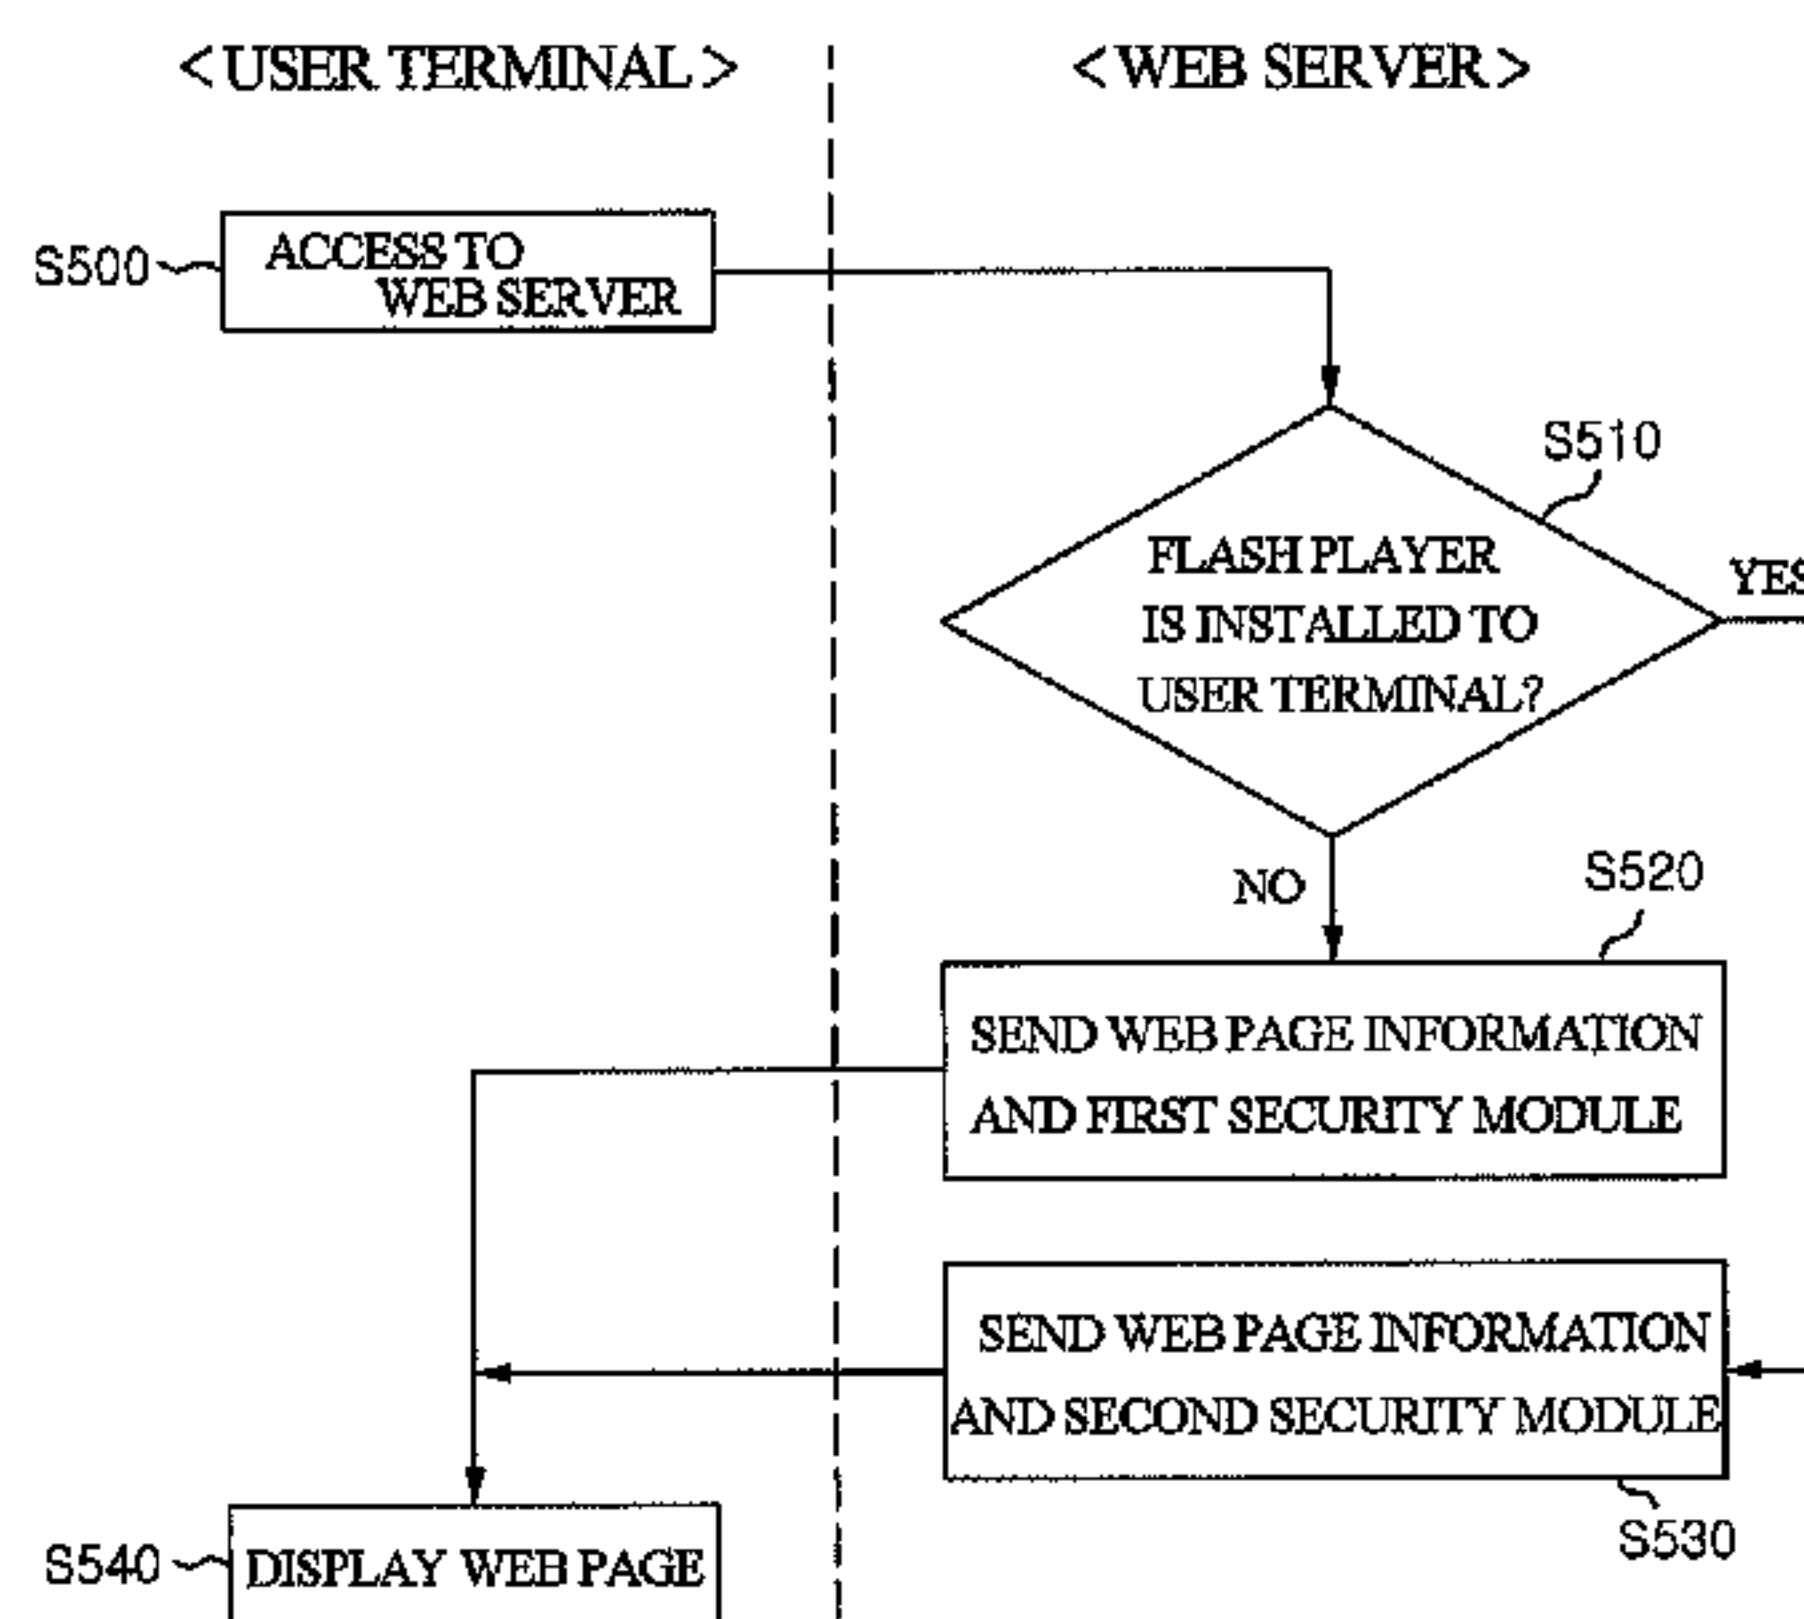 <USER TERMINAL>
<WEB SERVER>
S500
ACCESS TO
WEB SERVER
S510
FLASH PLAYER
IS INSTALLED TO
USER TERMINAL?
YES
NO
S520
SEND WEB PAGE INFORMATION
AND FIRST SECURITY MODULE
SEND WEB PAGE INFORMATION
AND SECOND SECURITY MODULE
S530
S540
DISPLAY WEB PAGE